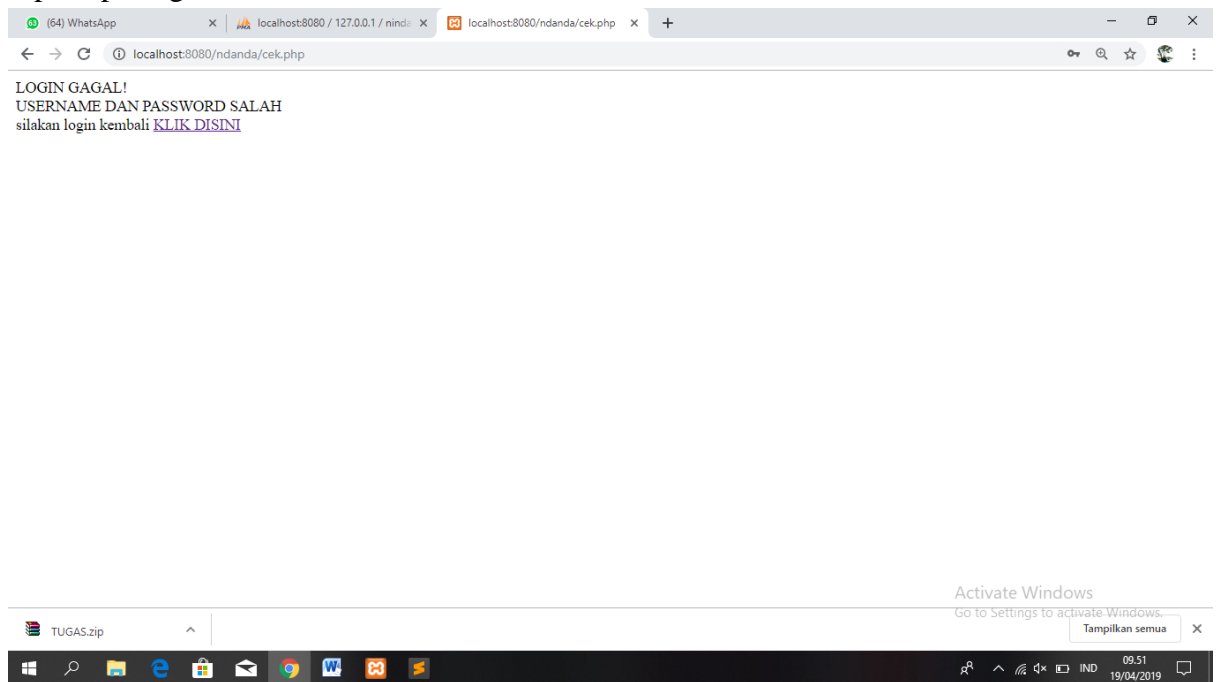 63 (64) WhatsApp
localhost:8080 / 127.0.0.1 / ninda
localhost:8080/ndanda/cek.php
localhost:8080/ndanda/cek.php
LOGIN GAGAL!
USERNAME DAN PASSWORD SALAH
silakan login kembali KLIK DISINI
Activate Windows
Go to Settings to activate Windows.
TUGAS.zip
Tampilkan semua
IND
09.51
19/04/2019